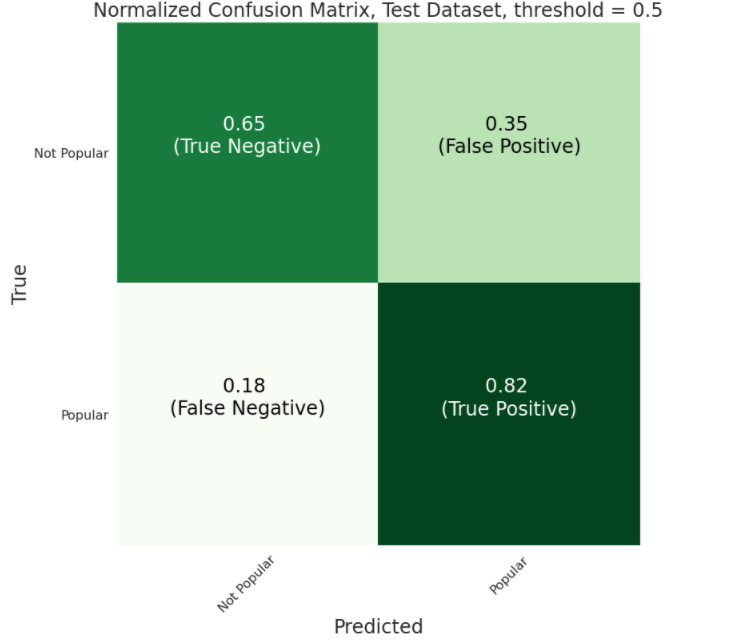 Normalized Confusion Matrix, Test Dataset, threshold = 0.5
True
Not Popular
0.65
(True Negative)
0.35
(False Positive)
Popular
0.18
(False Negative)
0.82
(True Positive)
Not Popular
Popular
Predicted